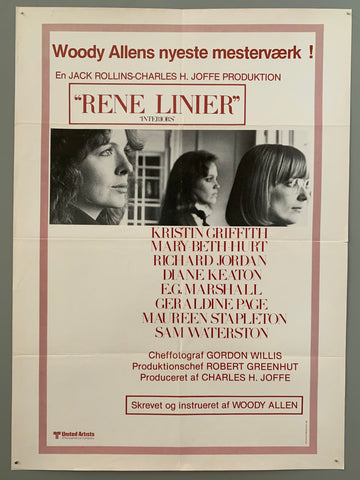 Woody Allens nyeste mesterværk !
En JACK ROLLINS-CHARLES H. JOFFE PRODUKTION
"RENE LINIER"
"INTERIORS"
KRISTIN GRIFFITH
MARY BETH HURT
RICHARD JORDAN
DIANE KEATON
E.G. MARSHALL
GERALDINE PAGE
MAUREEN STAPLETON
SAM WATERSTON
Cheffotograf GORDON WILLIS
Produktionschef ROBERT GREENHUT
Produceret af CHARLES H. JOFFE
Skrevet og instrueret af WOODY ALLEN
United Artists